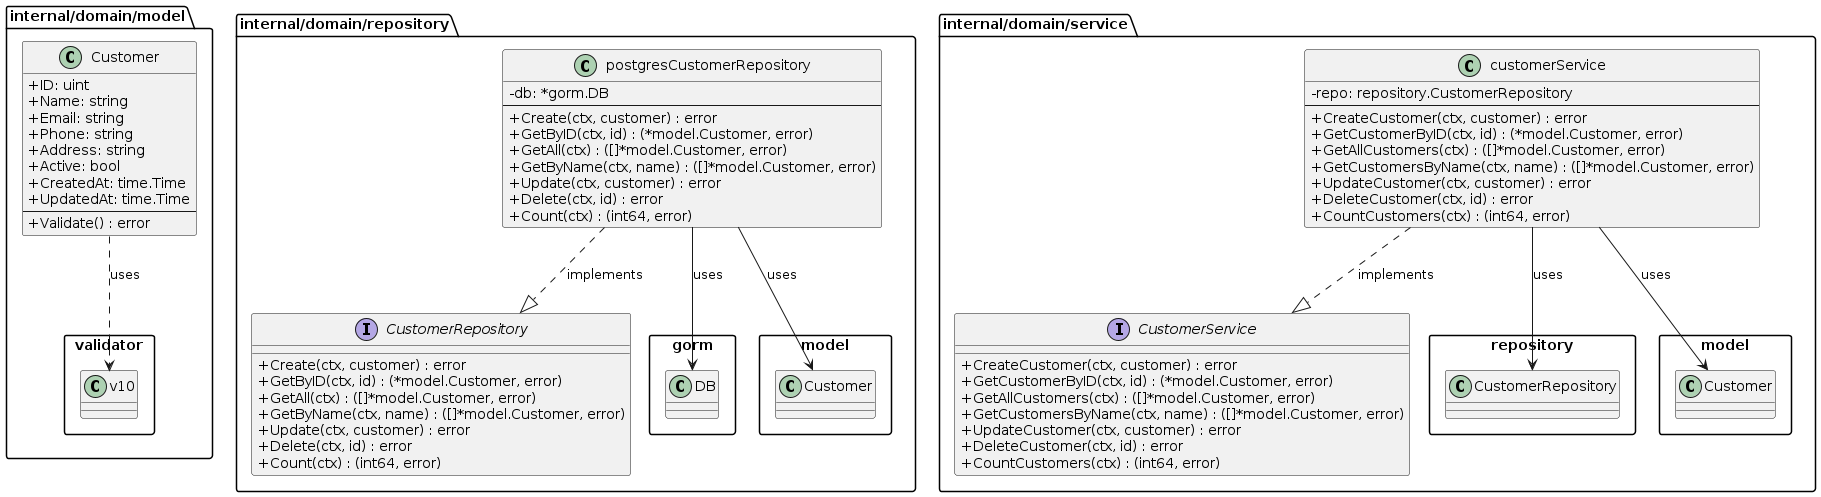 internal/domain/model
C Customer
+ID: uint
+Name: string
+Email: string
+Phone: string
+Address: string
+Active: bool
+CreatedAt: time.Time
+UpdatedAt: time.Time
+Validate() : error
uses
validator
C v10
internal/domain/repository
C postgresCustomerRepository
-db: *gorm.DB
+Create(ctx, customer) : error
+GetByID(ctx, id) : (*model.Customer, error)
+GetAll(ctx) : ([]*model.Customer, error)
+GetByName(ctx, name) : ([]*model.Customer, error)
+Update(ctx, customer) : error
+Delete(ctx, id) : error
+Count(ctx) : (int64, error)
implements
uses
uses
I CustomerRepository
+Create(ctx, customer) : error
+GetByID(ctx, id) : (*model.Customer, error)
+GetAll(ctx) : ([]*model.Customer, error)
+GetByName(ctx, name) : ([]*model.Customer, error)
+Update(ctx, customer) : error
+Delete(ctx, id) : error
+Count(ctx) : (int64, error)
gorm
C DB
model
C Customer
internal/domain/service
C customerService
-repo: repository.CustomerRepository
+CreateCustomer(ctx, customer) : error
+GetCustomerByID(ctx, id) : (*model.Customer, error)
+GetAllCustomers(ctx) : ([]*model.Customer, error)
+GetCustomersByName(ctx, name) : ([]*model.Customer, error)
+UpdateCustomer(ctx, customer) : error
+DeleteCustomer(ctx, id) : error
+CountCustomers(ctx) : (int64, error)
implements
uses
uses
I CustomerService
+CreateCustomer(ctx, customer) : error
+GetCustomerByID(ctx, id) : (*model.Customer, error)
+GetAllCustomers(ctx) : ([]*model.Customer, error)
+GetCustomersByName(ctx, name) : ([]*model.Customer, error)
+UpdateCustomer(ctx, customer) : error
+DeleteCustomer(ctx, id) : error
+CountCustomers(ctx) : (int64, error)
repository
C CustomerRepository
model
C Customer